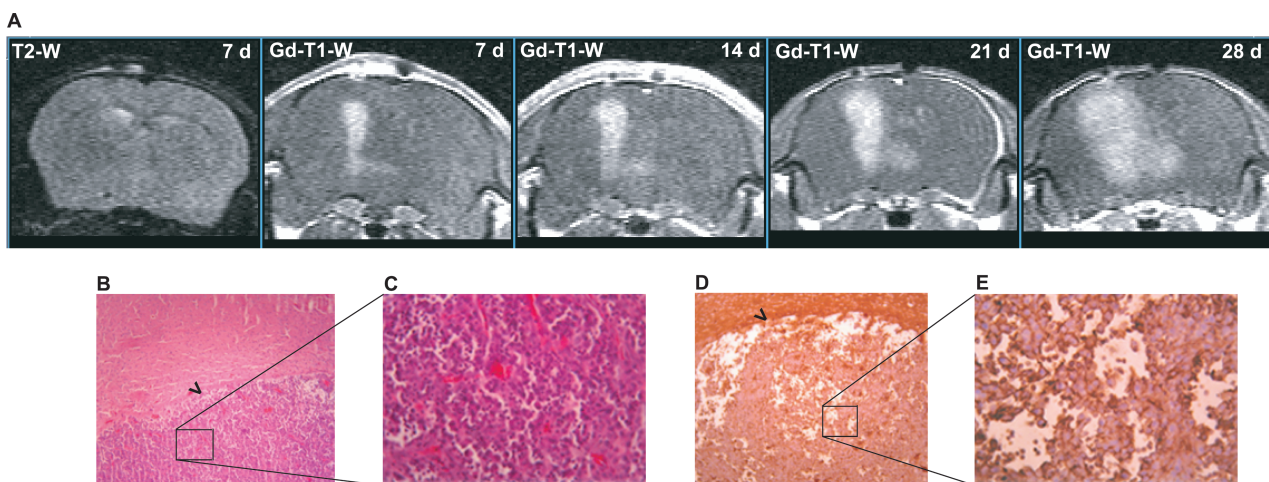 A
T2-W 7 d
Gd-T1-W 7 d
Gd-T1-W 14 d
Gd-T1-W 21 d
Gd-T1-W 28 d
B
C
D
E